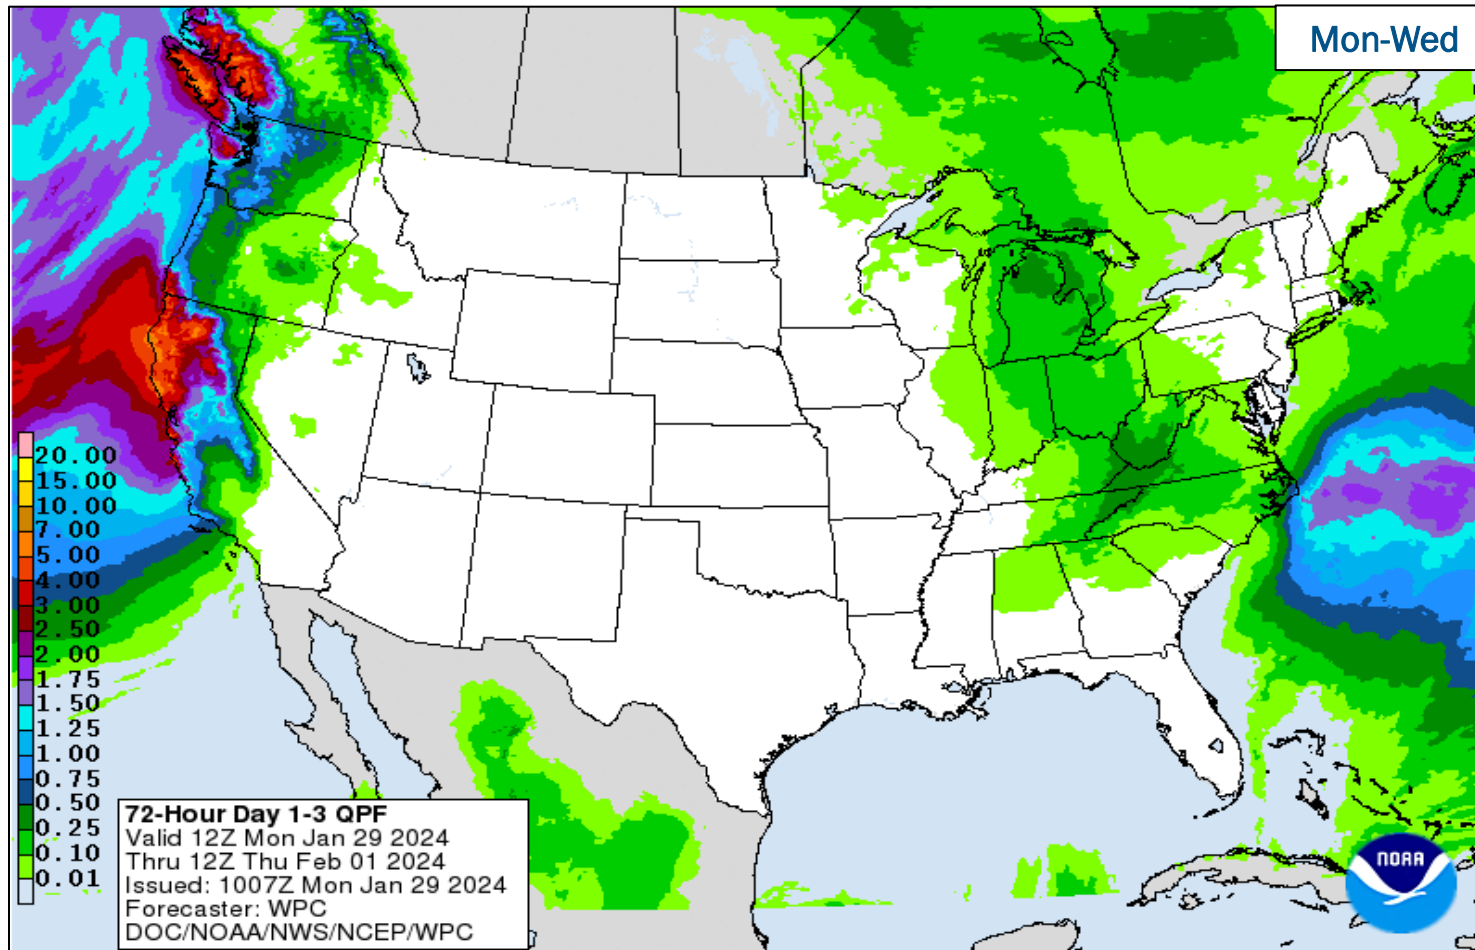 Mon-Wed
20.00
15.00
10.00
7.00
5.00
4.00
3.00
2.50
2.00
1.75
1.50
1.25
1.00
0.75
0.50
0.25
0.10
0.01
72-Hour Day 1-3 QPF
Valid 12Z Mon Jan 29 2024
Thru 12Z Thu Feb 01 2024
Issued: 1007Z Mon Jan 29 2024
Forecaster: WPC
DOC/NOAA/NWS/NCEP/WPC
NOAA